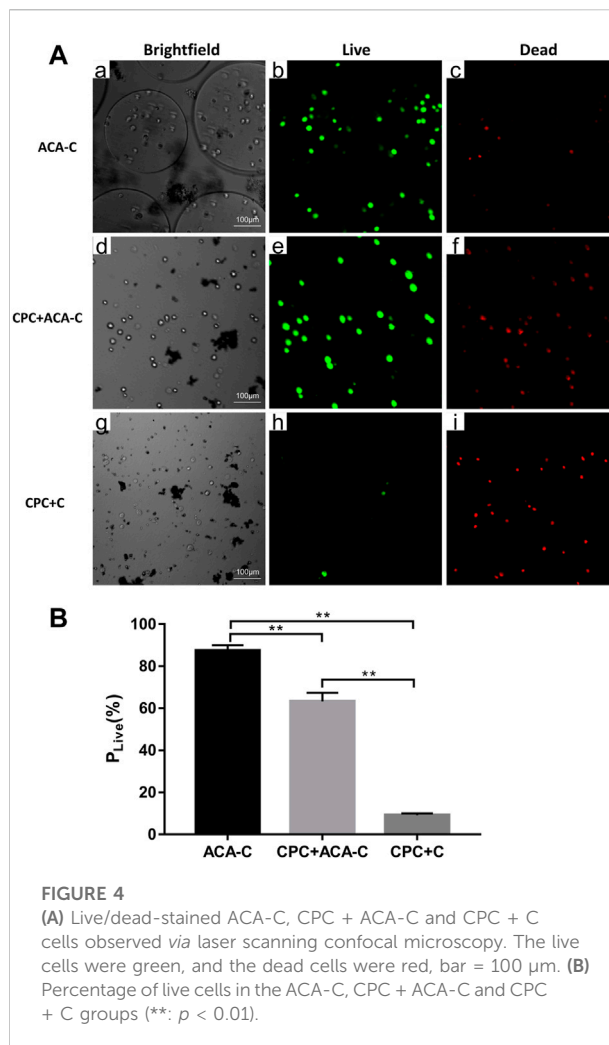 A
Brightfield Live Dead
a b c
ACA-C
100μm
d e f
CPC+ACA-C
100μm
g h i
CPC+C
100μm
B
**
** **
100
80
60
40
20
0
P_Live(%)
ACA-C CPC+ACA-C CPC+C
FIGURE 4
(A) Live/dead-stained ACA-C, CPC + ACA-C and CPC + C
cells observed via laser scanning confocal microscopy. The live
cells were green, and the dead cells were red, bar = 100 μm. (B)
Percentage of live cells in the ACA-C, CPC + ACA-C and CPC
+ C groups (**: p < 0.01).